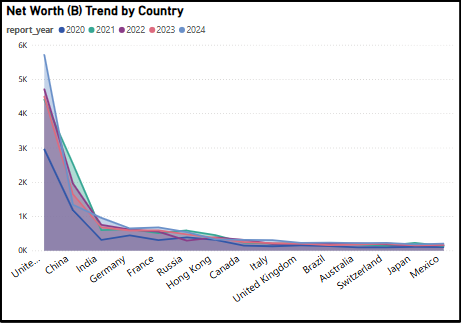 Net Worth (B) Trend by Country
report_year 2020 2021 2022 2023 2024
6K
5K
4K
3K
2K
1K
0K
Unite... China India Germany France Russia Hong Kong Canada Italy United Kingdom Brazil Australia Switzerland Japan Mexico